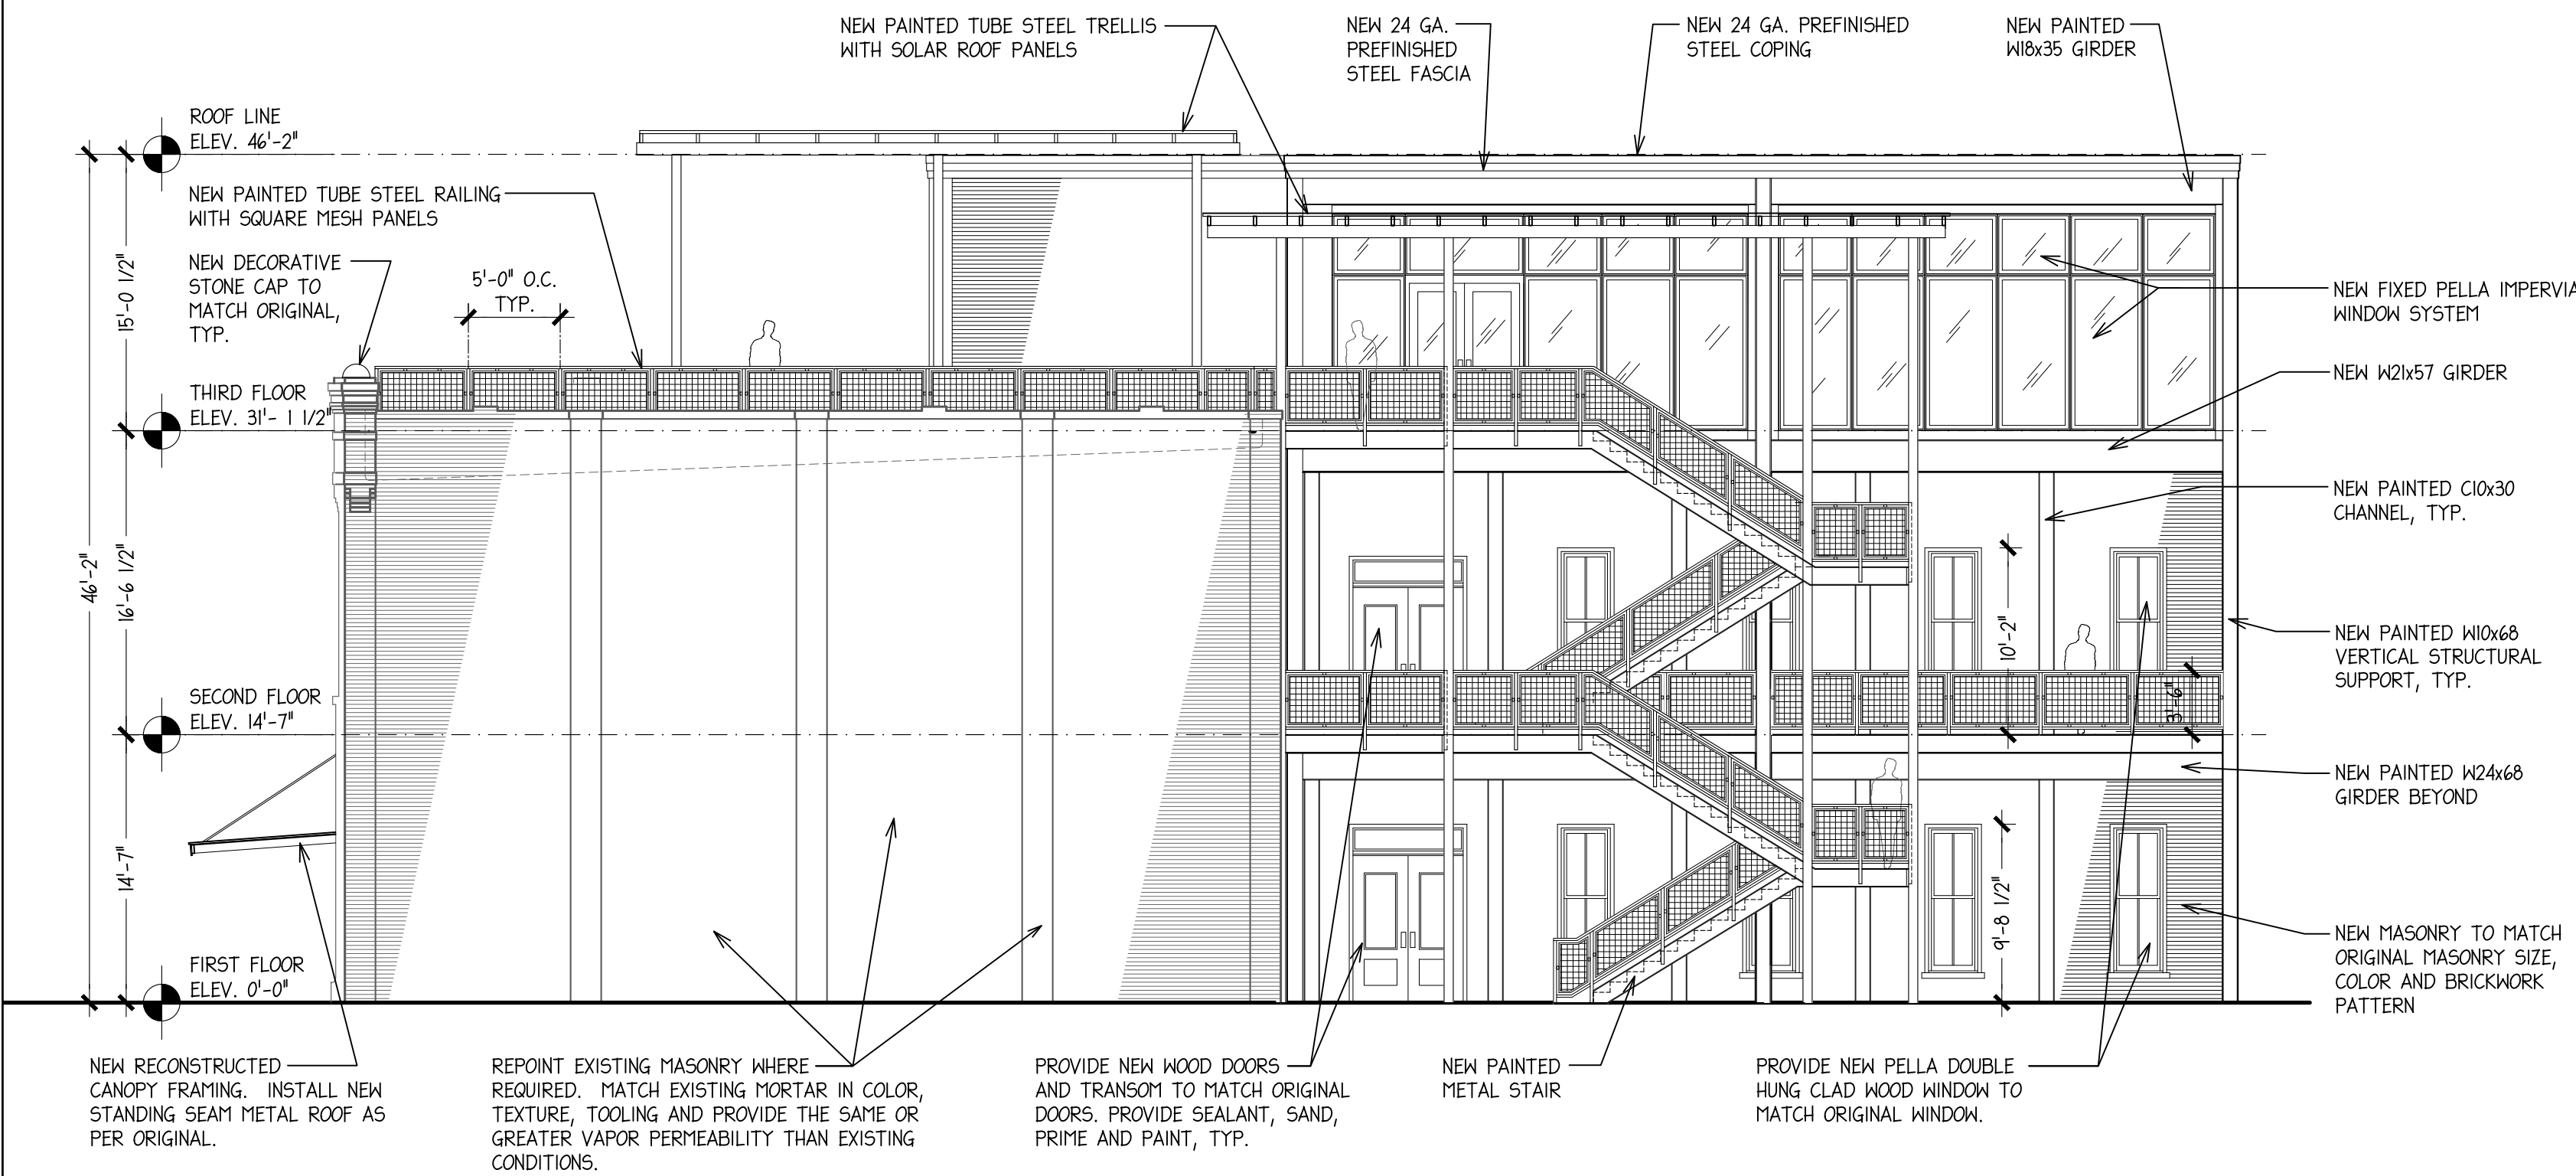 NEW PAINTED TUBE STEEL TRELLIS
WITH SOLAR ROOF PANELS
NEW 24 GA.
PREFINISHED
STEEL FASCIA
NEW 24 GA. PREFINISHED
STEEL COPING
NEW PAINTED
W18x35 GIRDER
ROOF LINE
ELEV. 46'-2"
NEW PAINTED TUBE STEEL RAILING
WITH SQUARE MESH PANELS
NEW DECORATIVE
STONE CAP TO
MATCH ORIGINAL,
TYP.
5'-0" O.C.
TYP.
15'-0 1/2"
THIRD FLOOR
ELEV. 31'- 1 1/2"
46'-2"
16'-6 1/2"
SECOND FLOOR
ELEV. 14'-7"
14'-7"
FIRST FLOOR
ELEV. 0'-0"
10'-2"
3'-6"
9'-8 1/2"
NEW FIXED PELLA IMPERVIA
WINDOW SYSTEM
NEW W21x57 GIRDER
NEW PAINTED C10x30
CHANNEL, TYP.
NEW PAINTED W10x68
VERTICAL STRUCTURAL
SUPPORT, TYP.
NEW PAINTED W24x68
GIRDER BEYOND
NEW MASONRY TO MATCH
ORIGINAL MASONRY SIZE,
COLOR AND BRICKWORK
PATTERN
NEW RECONSTRUCTED
CANOPY FRAMING. INSTALL NEW
STANDING SEAM METAL ROOF AS
PER ORIGINAL.
REPOINT EXISTING MASONRY WHERE
REQUIRED. MATCH EXISTING MORTAR IN COLOR,
TEXTURE, TOOLING AND PROVIDE THE SAME OR
GREATER VAPOR PERMEABILITY THAN EXISTING
CONDITIONS.
PROVIDE NEW WOOD DOORS
AND TRANSOM TO MATCH ORIGINAL
DOORS. PROVIDE SEALANT, SAND,
PRIME AND PAINT, TYP.
NEW PAINTED
METAL STAIR
PROVIDE NEW PELLA DOUBLE
HUNG CLAD WOOD WINDOW TO
MATCH ORIGINAL WINDOW.